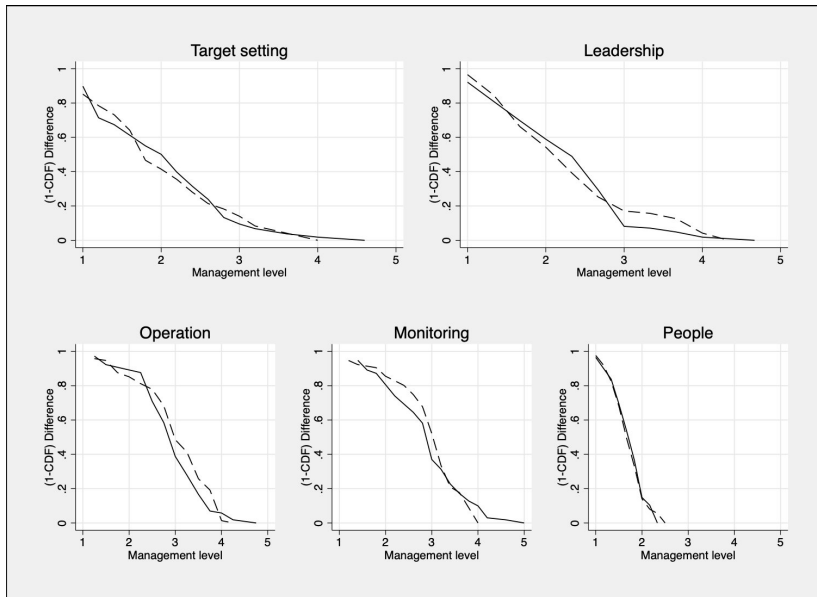 Target setting
(1-CDF) Difference
0 .2 .4 .6 .8 1
1 2 3 4 5
Management level
Leadership
(1-CDF) Difference
0 .2 .4 .6 .8 1
1 2 3 4 5
Management level
Operation
(1-CDF) Difference
0 .2 .4 .6 .8 1
1 2 3 4 5
Management level
Monitoring
(1-CDF) Difference
0 .2 .4 .6 .8 1
1 2 3 4 5
Management level
People
(1-CDF) Difference
0 .2 .4 .6 .8 1
1 2 3 4 5
Management level